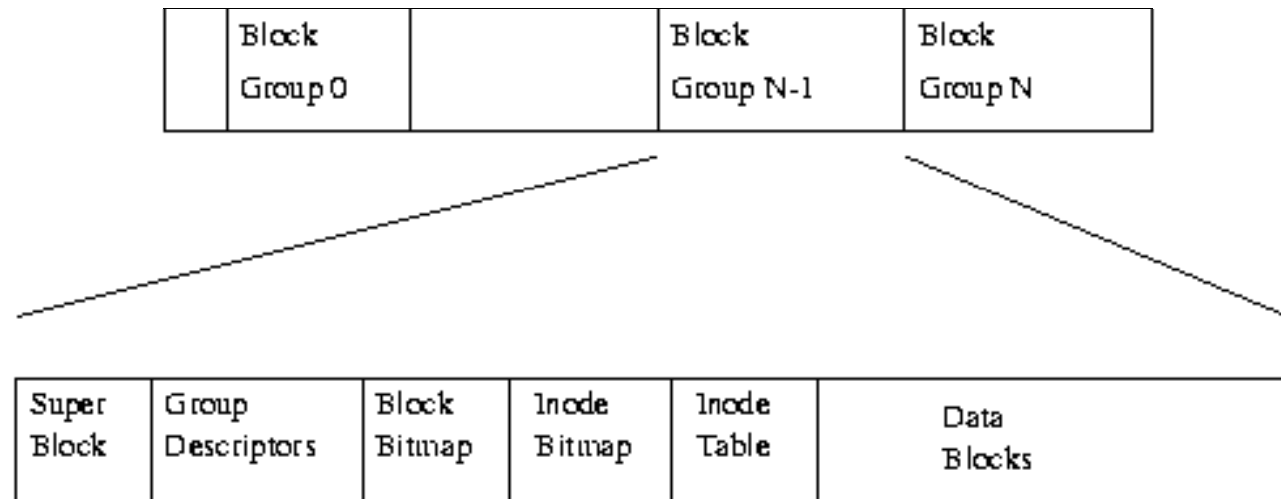 Block
Group 0
Block
Group N-1
Block
Group N
Super
Block
Group
Descriptors
Block
Bitmap
Inode
Bitmap
Inode
Table
Data
Blocks